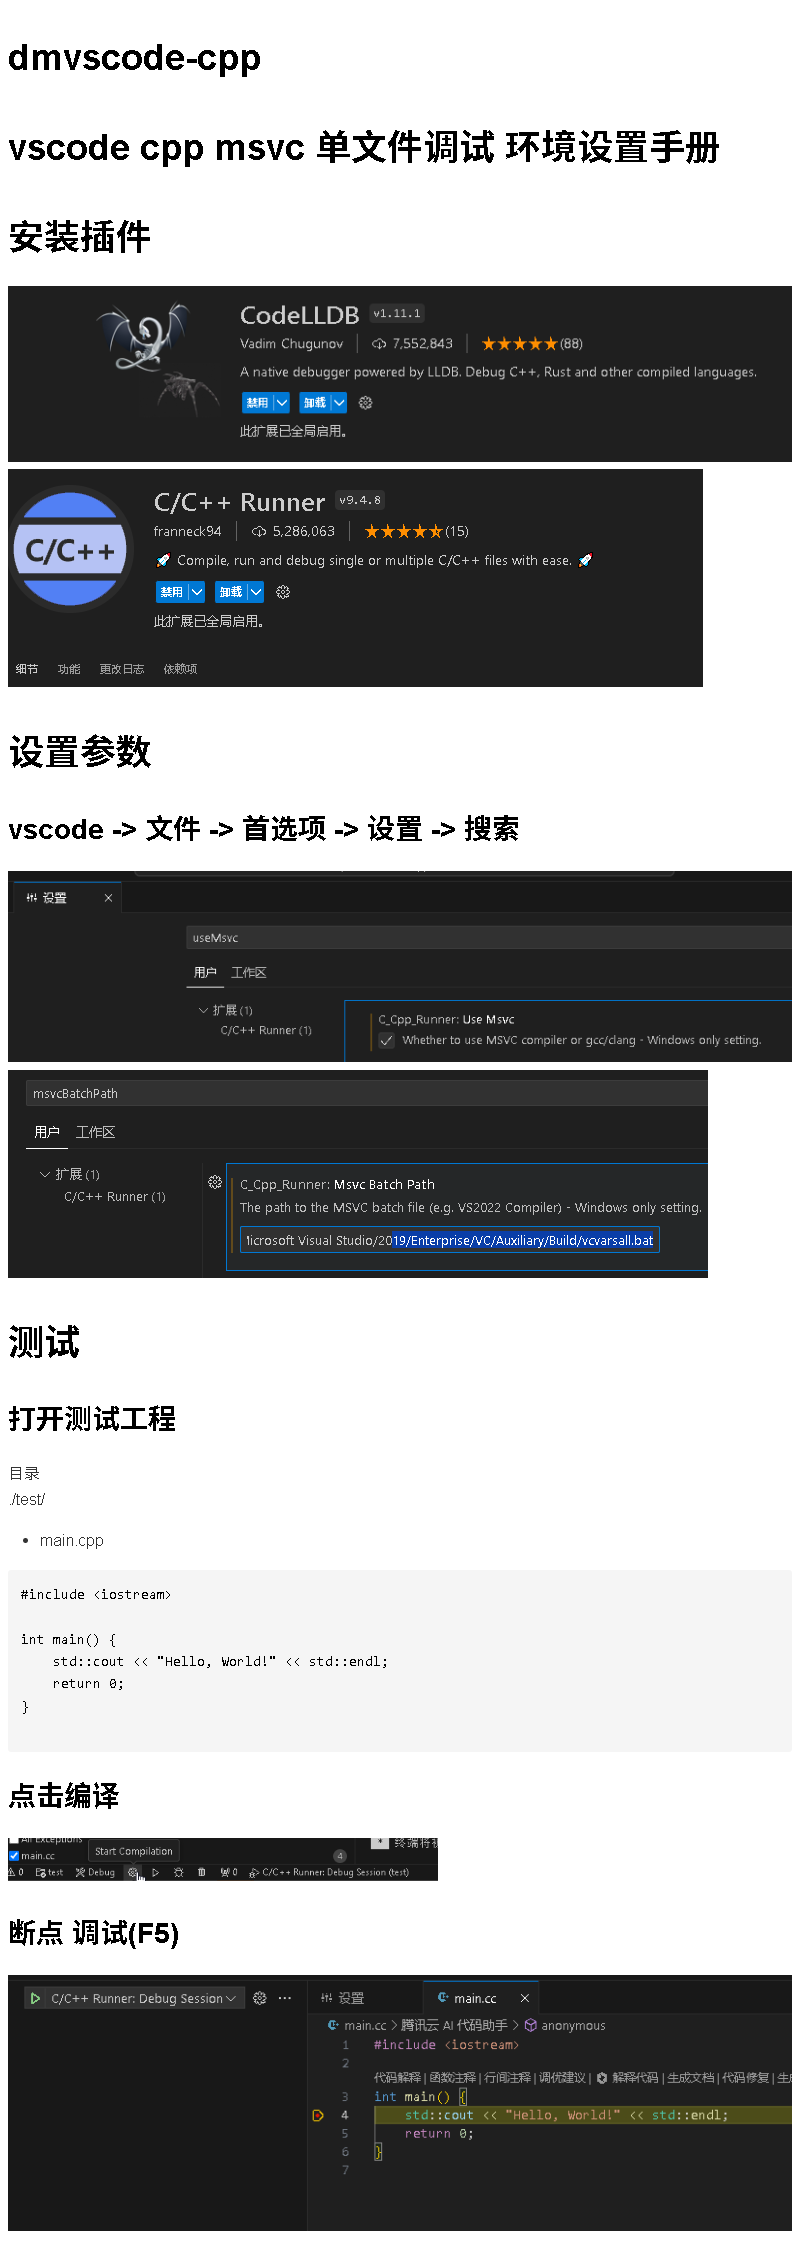 dmvscode-cpp
vscode cpp msvc 单文件调试 环境设置手册
安装插件
CodeLLDB v1.11.1
Vadim Chugunov 7,552,843 (88)
A native debugger powered by LLDB. Debug C++, Rust and other compiled languages.
禁用 卸载
此扩展已全局启用。
C/C++
C/C++ Runner v9.4.8
franneck94 5,286,063 (15)
🚀 Compile, run and debug single or multiple C/C++ files with ease. 🚀
禁用 卸载
此扩展已全局启用。
细节 功能 更改日志 依赖项
设置参数
vscode -> 文件 -> 首选项 -> 设置 -> 搜索
设置
useMsvc
用户 工作区
扩展 (1)
C/C++ Runner (1)
C_Cpp_Runner: Use Msvc
Whether to use MSVC compiler or gcc/clang - Windows only setting.
msvcBatchPath
用户 工作区
扩展 (1)
C/C++ Runner (1)
C_Cpp_Runner: Msvc Batch Path
The path to the MSVC batch file (e.g. VS2022 Compiler) - Windows only setting.
icrosoft Visual Studio/2019/Enterprise/VC/Auxiliary/Build/vcvarsall.bat
测试
打开测试工程
目录
./test/
• main.cpp
#include <iostream>
int main() {
    std::cout << "Hello, World!" << std::endl;
    return 0;
}
点击编译
All Exceptions
* 终端将被
main.cc
Start Compilation
4
0 test Debug 0 C/C++ Runner: Debug Session (test)
断点 调试(F5)
C/C++ Runner: Debug Session ···
设置
main.cc
main.cc > 腾讯云 AI 代码助手 > anonymous
1 #include <iostream>
2
代码解释 | 函数注释 | 行间注释 | 调优建议 | 解释代码 | 生成文档 | 代码修复 | 生成
3 int main() {
4     std::cout << "Hello, World!" << std::endl;
5     return 0;
6 }
7